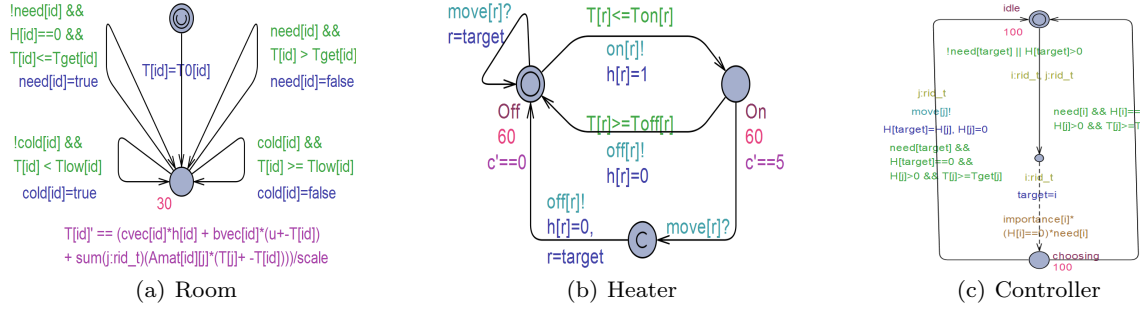 !need[id] &&
H[id]==0 &&
T[id]<=Tget[id]
need[id]=true
T[id]=T0[id]
need[id] &&
T[id] > Tget[id]
need[id]=false
!cold[id] &&
T[id] < Tlow[id]
cold[id]=true
cold[id] &&
T[id] >= Tlow[id]
cold[id]=false
30
T[id]' == (cvec[id]*h[id] + bvec[id]*(u+-T[id])
+ sum(j:rid_t)(Amat[id][j]*(T[j]+ -T[id])))/scale
(a) Room
move[r]?
r=target
T[r]<=Ton[r]
on[r]!
h[r]=1
Off
60
c'==0
T[r]>=Toff[r]
off[r]!
h[r]=0
On
60
c'==5
off[r]!
h[r]=0,
r=target
C
move[r]?
(b) Heater
idle
100
!need[target] || H[target]>0
i:rid_t, j:rid_t
j:rid_t
move[j]!
H[target]=H[j], H[j]=0
need[target] &&
H[target]==0 &&
H[j]>0 && T[j]>=Tget[j]
need[i] && H[i]==
H[j]>0 && T[j]>=T
i:rid_t
target=i
importance[i]*
(H[i]==0)*need[i]
choosing
100
(c) Controller